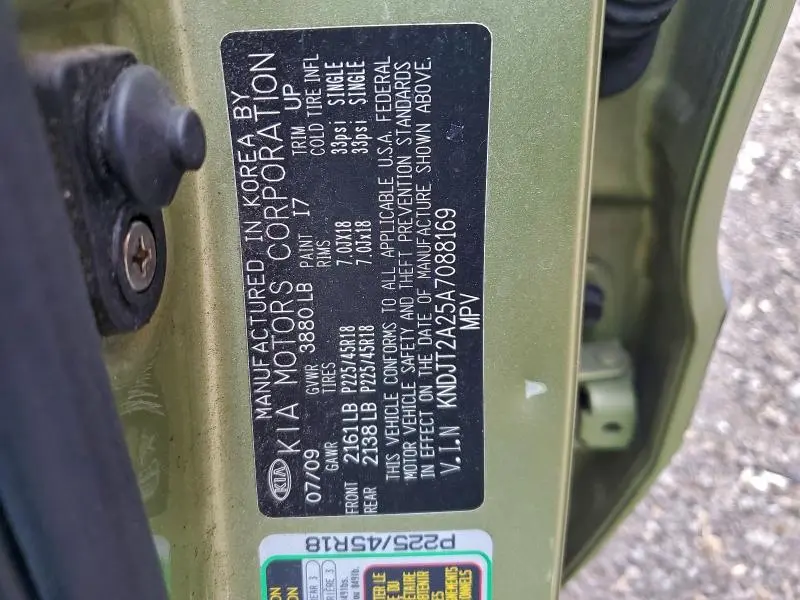 KIA
MANUFACTURED IN KOREA BY
KIA MOTORS CORPORATION
07/09 PAINT I7 TRIM UP
GVWR 3880LB
GAWR TIRES RIMS COLD TIRE INFL
FRONT 2161LB P225/45R18 7.0JX18 33psi SINGLE
REAR 2138LB P225/45R18 7.0Jx18 33psi SINGLE
THIS VEHICLE CONFORMS TO ALL APPLICABLE U.S.A. FEDERAL
MOTOR VEHICLE SAFETY AND THEFT PREVENTION STANDARDS
IN EFFECT ON THE DATE OF MANUFACTURE SHOWN ABOVE.
V.I.N KNDJT2A25A7088169
MPV
P225/45R18